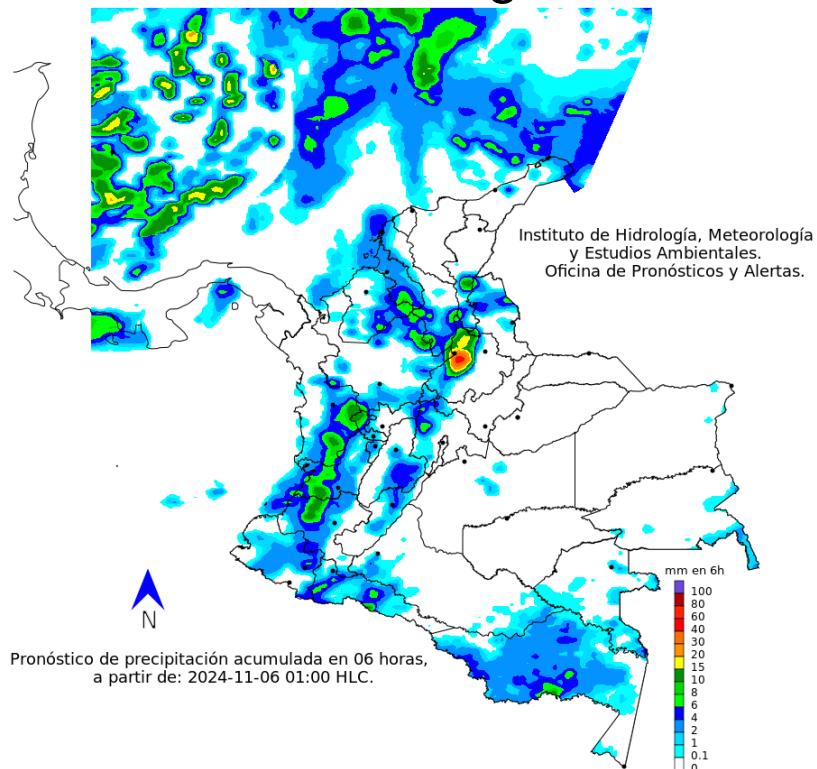 Instituto de Hidrología, Meteorología
y Estudios Ambientales.
Oficina de Pronósticos y Alertas.
mm en 6h
100
80
60
40
30
20
15
10
8
6
4
2
1
0.1
0
N
Pronóstico de precipitación acumulada en 06 horas,
a partir de: 2024-11-06 01:00 HLC.